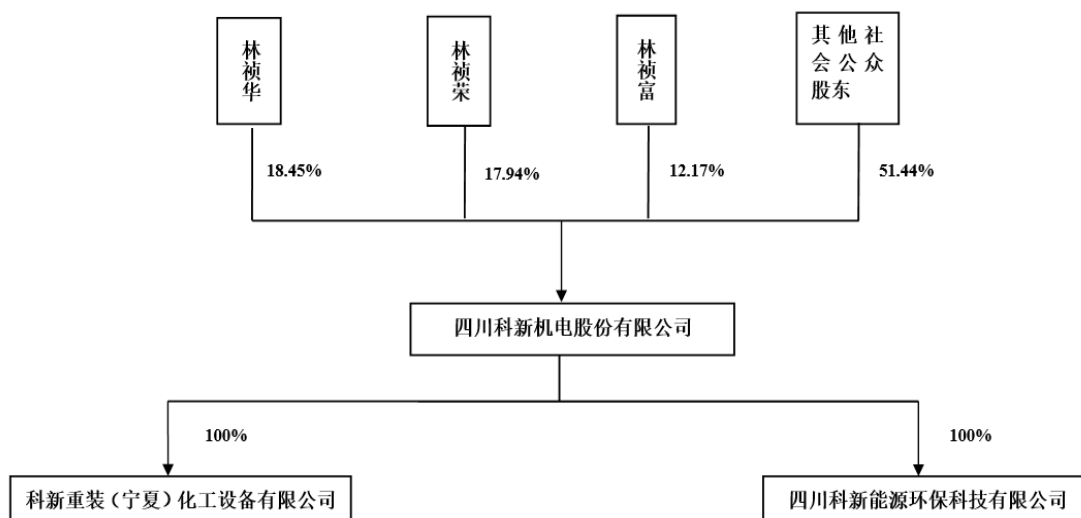 林祯华
林祯荣
林祯富
其他社
会公众
股东
18.45%
17.94%
12.17%
51.44%
四川科新机电股份有限公司
100%
100%
科新重装（宁夏）化工设备有限公司
四川科新能源环保科技有限公司